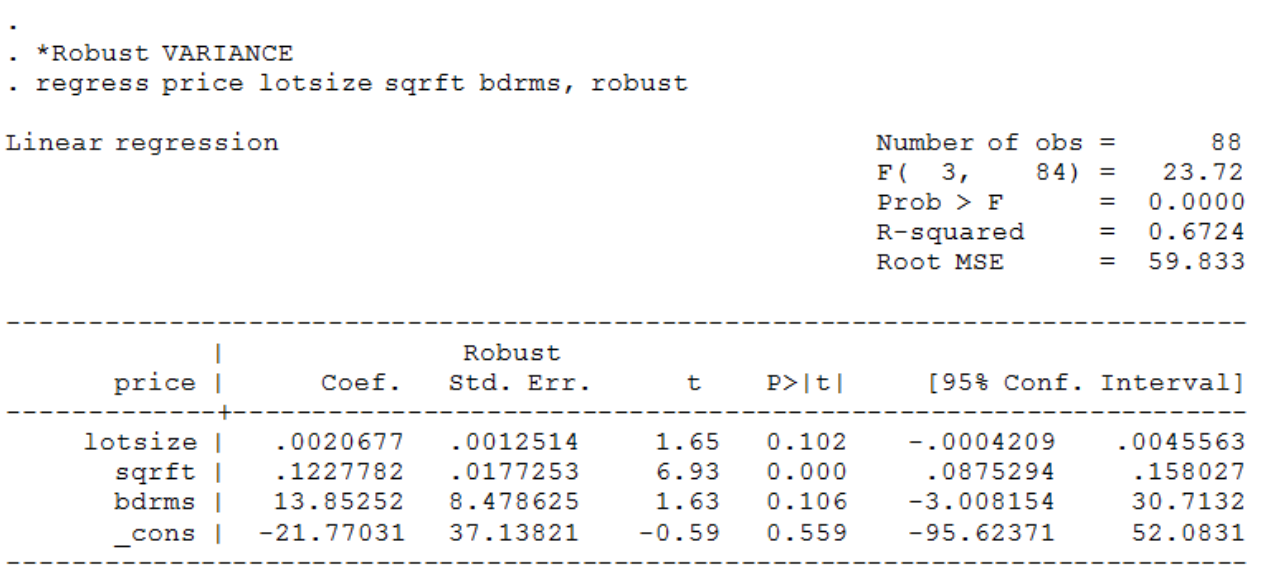 .
. *Robust VARIANCE
. regress price lotsize sqrft bdrms, robust
Linear regression                                      Number of obs =      88
                                                       F(  3,    84) =   23.72
                                                       Prob > F      =  0.0000
                                                       R-squared     =  0.6724
                                                       Root MSE      =  59.833
------------------------------------------------------------------------------
             |               Robust
       price |      Coef.   Std. Err.      t    P>|t|     [95% Conf. Interval]
-------------+----------------------------------------------------------------
     lotsize |   .0020677   .0012514     1.65   0.102    -.0004209    .0045563
       sqrft |   .1227782   .0177253     6.93   0.000     .0875294     .158027
       bdrms |   13.85252   8.478625     1.63   0.106    -3.008154     30.7132
       _cons |  -21.77031   37.13821    -0.59   0.559    -95.62371     52.0831
------------------------------------------------------------------------------